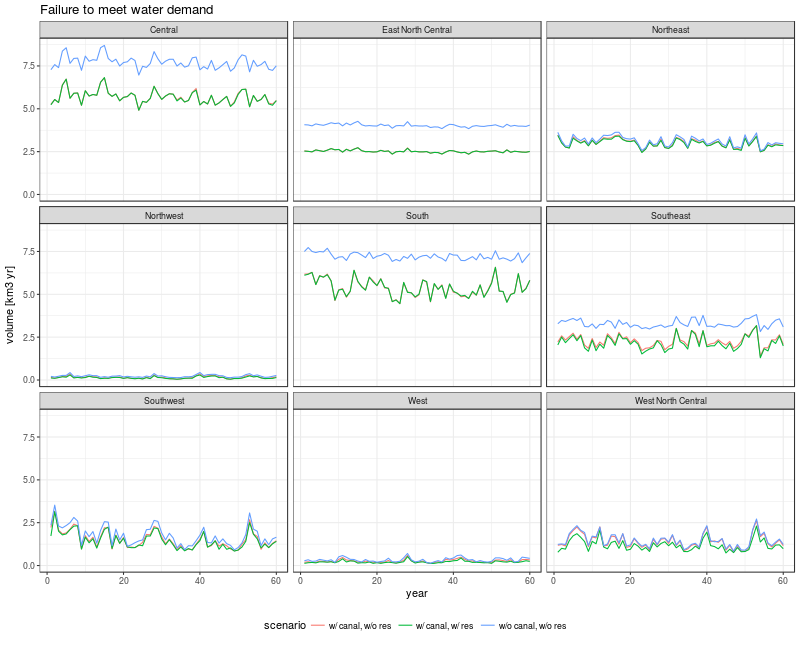 Failure to meet water demand
Central East North Central Northeast
7.5
5.0
2.5
0.0
Northwest South Southeast
7.5
5.0
2.5
0.0
volume [km3 yr]
Southwest West West North Central
7.5
5.0
2.5
0.0
0 20 40 60 0 20 40 60 0 20 40 60
year
scenario w/ canal, w/o res w/ canal, w/ res w/o canal, w/o res